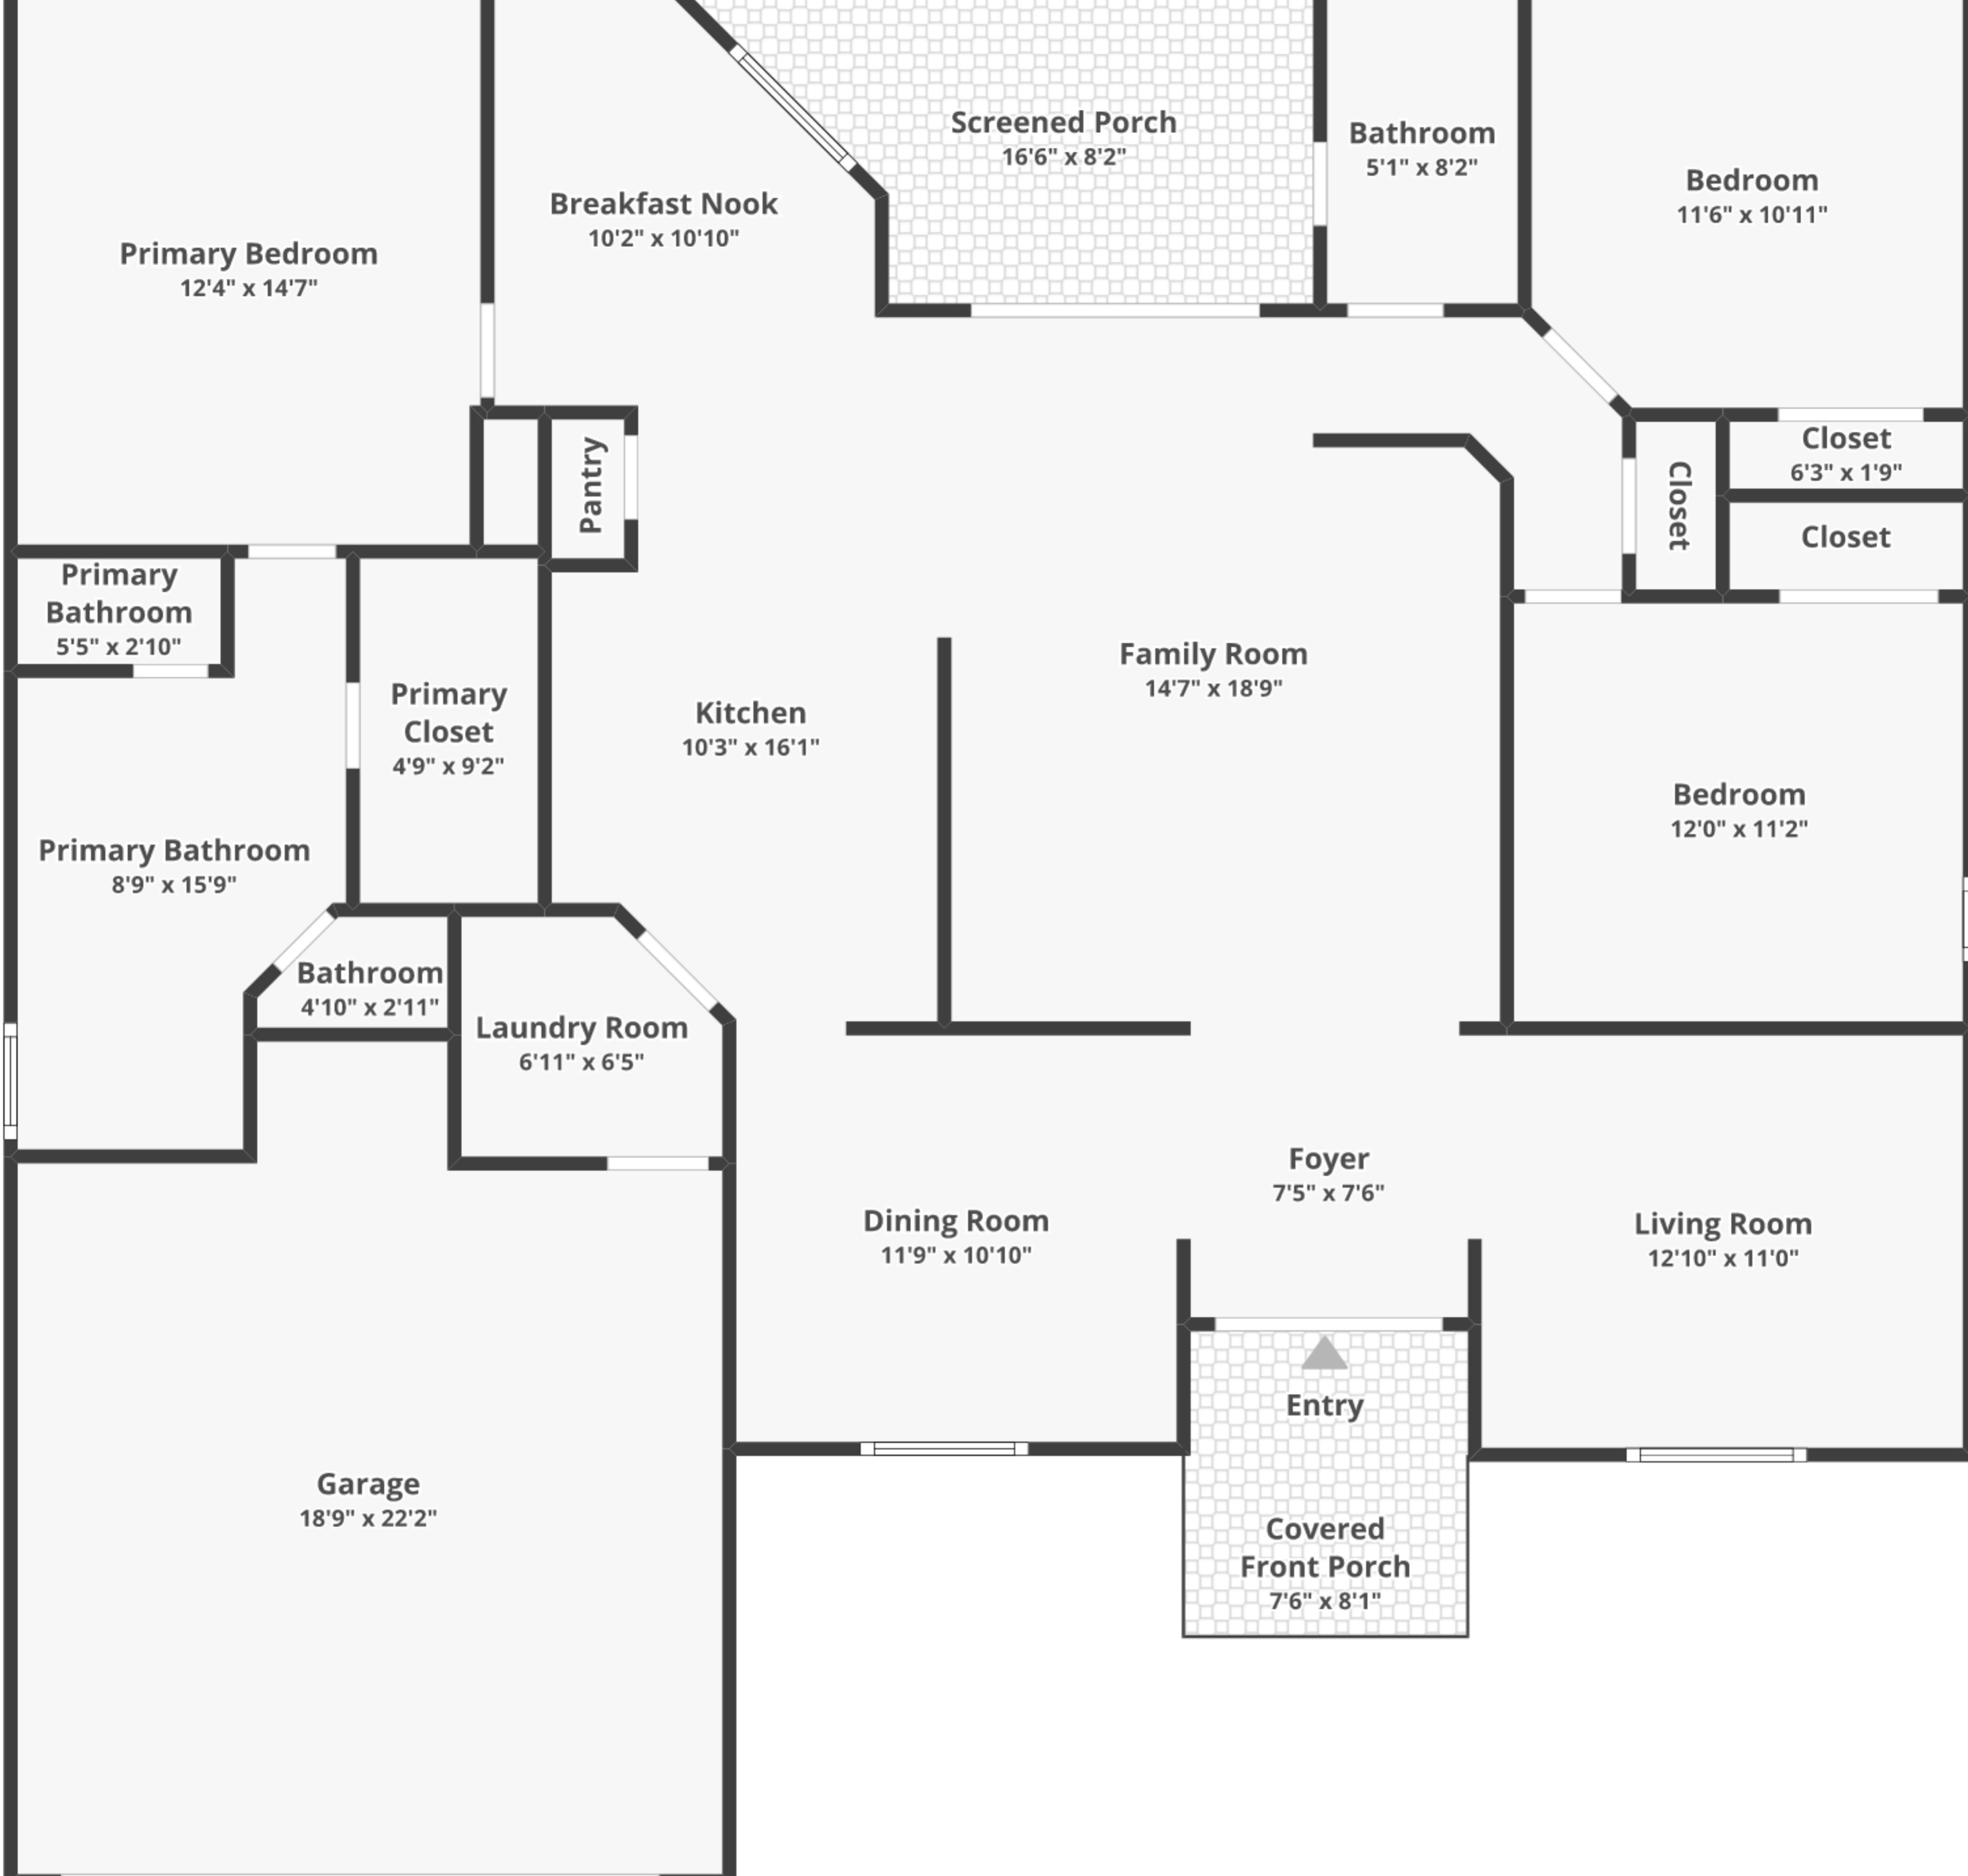 Screened Porch
16'6" x 8'2"
Bathroom
5'1" x 8'2"
Bedroom
11'6" x 10'11"
Breakfast Nook
10'2" x 10'10"
Primary Bedroom
12'4" x 14'7"
Pantry
Closet
6'3" x 1'9"
Closet
Closet
Primary
Bathroom
5'5" x 2'10"
Primary
Closet
4'9" x 9'2"
Kitchen
10'3" x 16'1"
Family Room
14'7" x 18'9"
Bedroom
12'0" x 11'2"
Primary Bathroom
8'9" x 15'9"
Bathroom
4'10" x 2'11"
Laundry Room
6'11" x 6'5"
Foyer
7'5" x 7'6"
Dining Room
11'9" x 10'10"
Living Room
12'10" x 11'0"
Entry
Garage
18'9" x 22'2"
Covered
Front Porch
7'6" x 8'1"